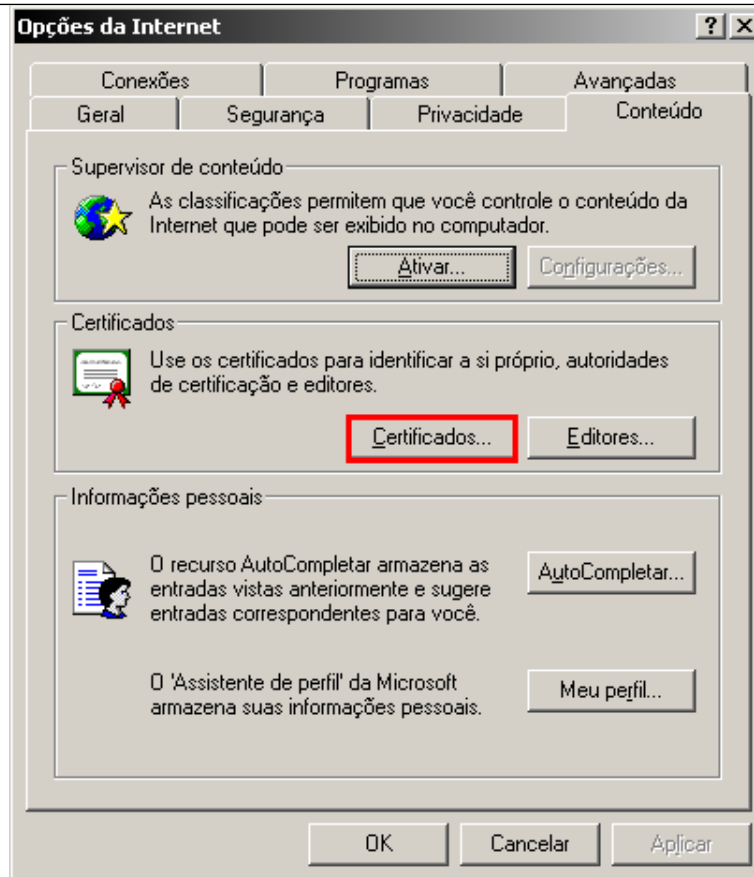 Opções da Internet
Conexões Programas Avançadas
Geral Segurança Privacidade Conteúdo
Supervisor de conteúdo
As classificações permitem que você controle o conteúdo da
Internet que pode ser exibido no computador.
Ativar... Configurações...
Certificados
Use os certificados para identificar a si próprio, autoridades
de certificação e editores.
Certificados... Editores...
Informações pessoais
O recurso AutoCompletar armazena as
entradas vistas anteriormente e sugere
entradas correspondentes para você.
AutoCompletar...
O 'Assistente de perfil' da Microsoft
armazena suas informações pessoais.
Meu perfil...
OK Cancelar Aplicar